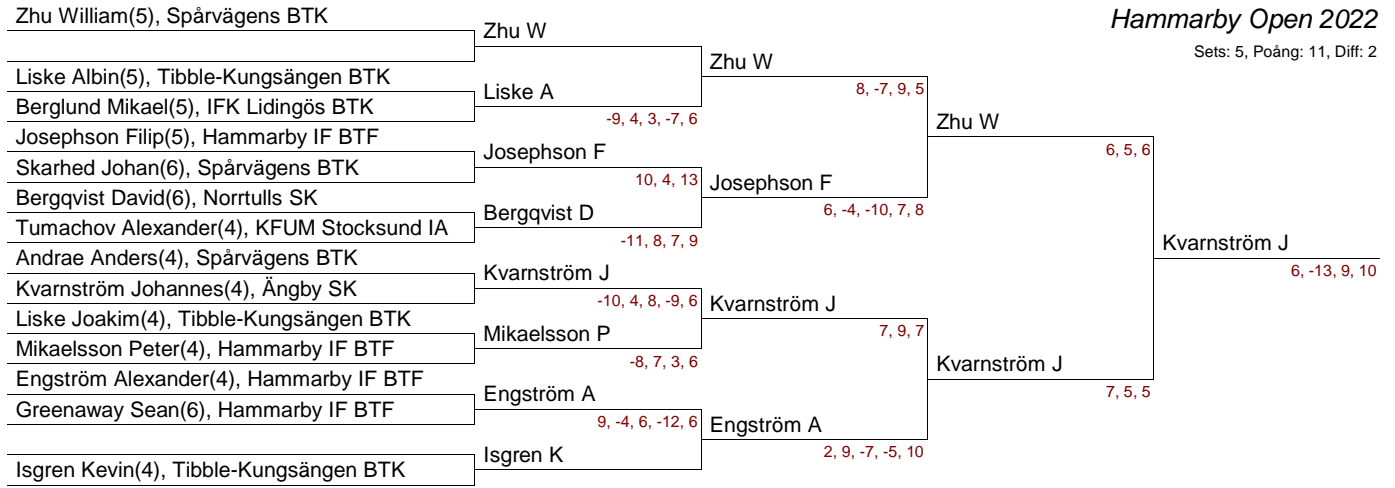 Hammarby Open 2022
Sets: 5, Poång: 11, Diff: 2
Zhu William(5), Spårvägens BTK
Liske Albin(5), Tibble-Kungsängen BTK
Berglund Mikael(5), IFK Lidingös BTK
Josephson Filip(5), Hammarby IF BTF
Skarhed Johan(6), Spårvägens BTK
Bergqvist David(6), Norrtulls SK
Tumachov Alexander(4), KFUM Stocksund IA
Andrae Anders(4), Spårvägens BTK
Kvarnström Johannes(4), Ängby SK
Liske Joakim(4), Tibble-Kungsängen BTK
Mikaelsson Peter(4), Hammarby IF BTF
Engström Alexander(4), Hammarby IF BTF
Greenaway Sean(6), Hammarby IF BTF
Isgren Kevin(4), Tibble-Kungsängen BTK
Zhu W
Liske A
-9, 4, 3, -7, 6
Josephson F
10, 4, 13
Bergqvist D
-11, 8, 7, 9
Kvarnström J
-10, 4, 8, -9, 6
Mikaelsson P
-8, 7, 3, 6
Engström A
9, -4, 6, -12, 6
Isgren K
Zhu W
8, -7, 9, 5
Josephson F
6, -4, -10, 7, 8
Kvarnström J
7, 9, 7
Engström A
2, 9, -7, -5, 10
Zhu W
6, 5, 6
Kvarnström J
7, 5, 5
Kvarnström J
6, -13, 9, 10